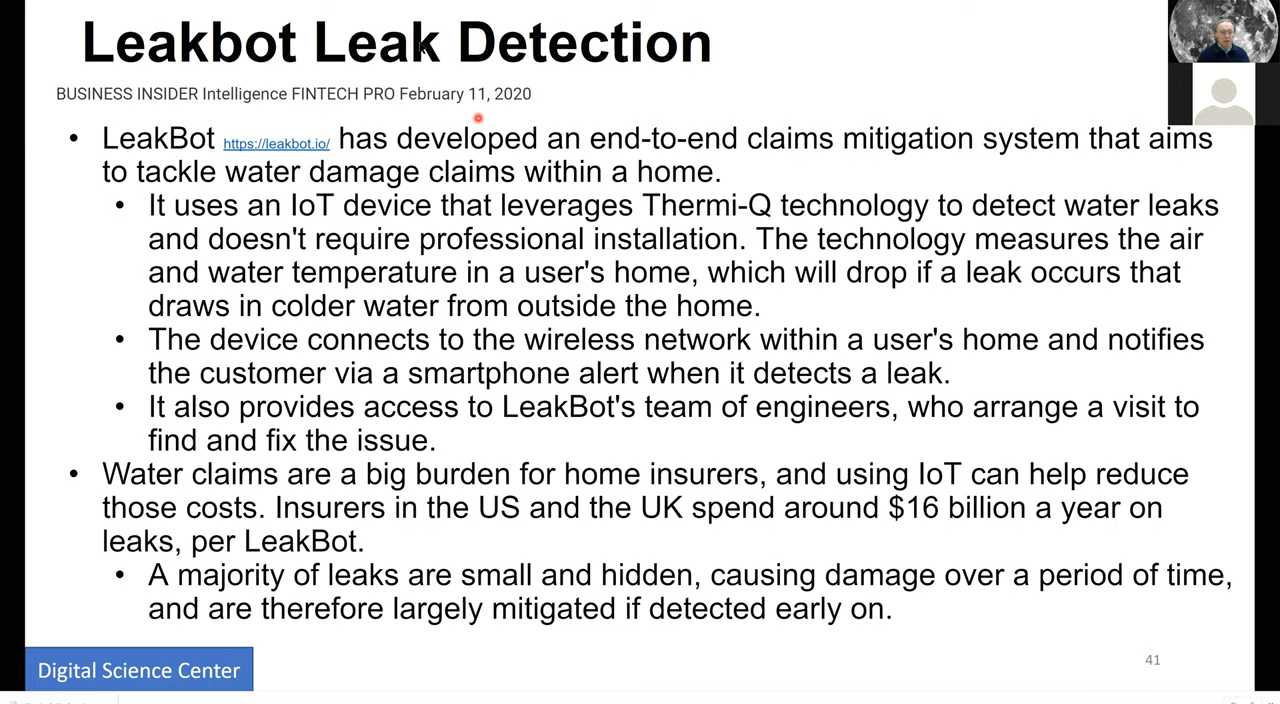 Leakbot Leak Detection
BUSINESS INSIDER Intelligence FINTECH PRO February 11, 2020
• LeakBot https://leakbot.io/ has developed an end-to-end claims mitigation system that aims
to tackle water damage claims within a home.
• It uses an IoT device that leverages Thermi-Q technology to detect water leaks
and doesn't require professional installation. The technology measures the air
and water temperature in a user's home, which will drop if a leak occurs that
draws in colder water from outside the home.
• The device connects to the wireless network within a user's home and notifies
the customer via a smartphone alert when it detects a leak.
• It also provides access to LeakBot's team of engineers, who arrange a visit to
find and fix the issue.
• Water claims are a big burden for home insurers, and using IoT can help reduce
those costs. Insurers in the US and the UK spend around $16 billion a year on
leaks, per LeakBot.
• A majority of leaks are small and hidden, causing damage over a period of time,
and are therefore largely mitigated if detected early on.
Digital Science Center
41